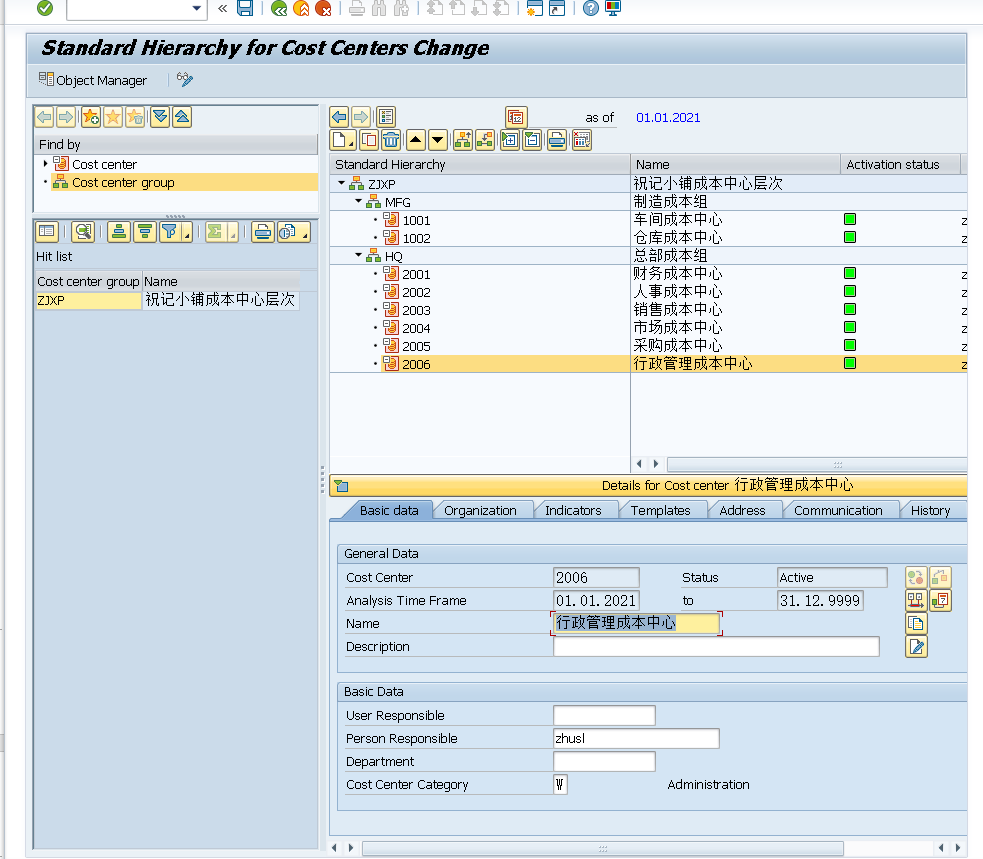 Standard Hierarchy for Cost Centers Change
Object Manager
Find by
Cost center
Cost center group
Hit list
Cost center group Name
ZJXP 祝记小铺成本中心层次
as of 01.01.2021
Standard Hierarchy Name Activation status
ZJXP 祝记小铺成本中心层次
MFG 制造成本组
1001 车间成本中心 z
1002 仓库成本中心 z
HQ 总部成本组
2001 财务成本中心 z
2002 人事成本中心 z
2003 销售成本中心 z
2004 市场成本中心 z
2005 采购成本中心 z
2006 行政管理成本中心 z
Details for Cost center 行政管理成本中心
Basic data Organization Indicators Templates Address Communication History
General Data
Cost Center 2006 Status Active
Analysis Time Frame 01.01.2021 to 31.12.9999
Name 行政管理成本中心
Description
Basic Data
User Responsible
Person Responsible zhusl
Department
Cost Center Category W Administration